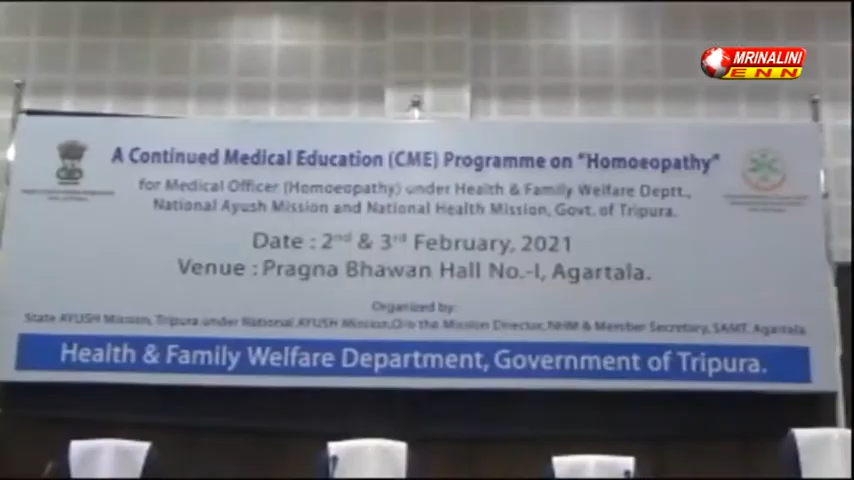 MRINALINI
ENN
A Continued Medical Education (CME) Programme on "Homoeopathy"
for Medical Officer (Homoeopathy) under Health & Family Welfare Deptt.,
National Ayush Mission and National Health Mission, Govt. of Tripura.
Date : 2nd & 3rd February, 2021
Venue : Pragna Bhawan Hall No.-I, Agartala.
Organized by:
State AYUSH Mission, Tripura under National AYUSH Mission, O/o the Mission Director, NHM & Member Secretary, SAMT, Agartala
Health & Family Welfare Department, Government of Tripura.